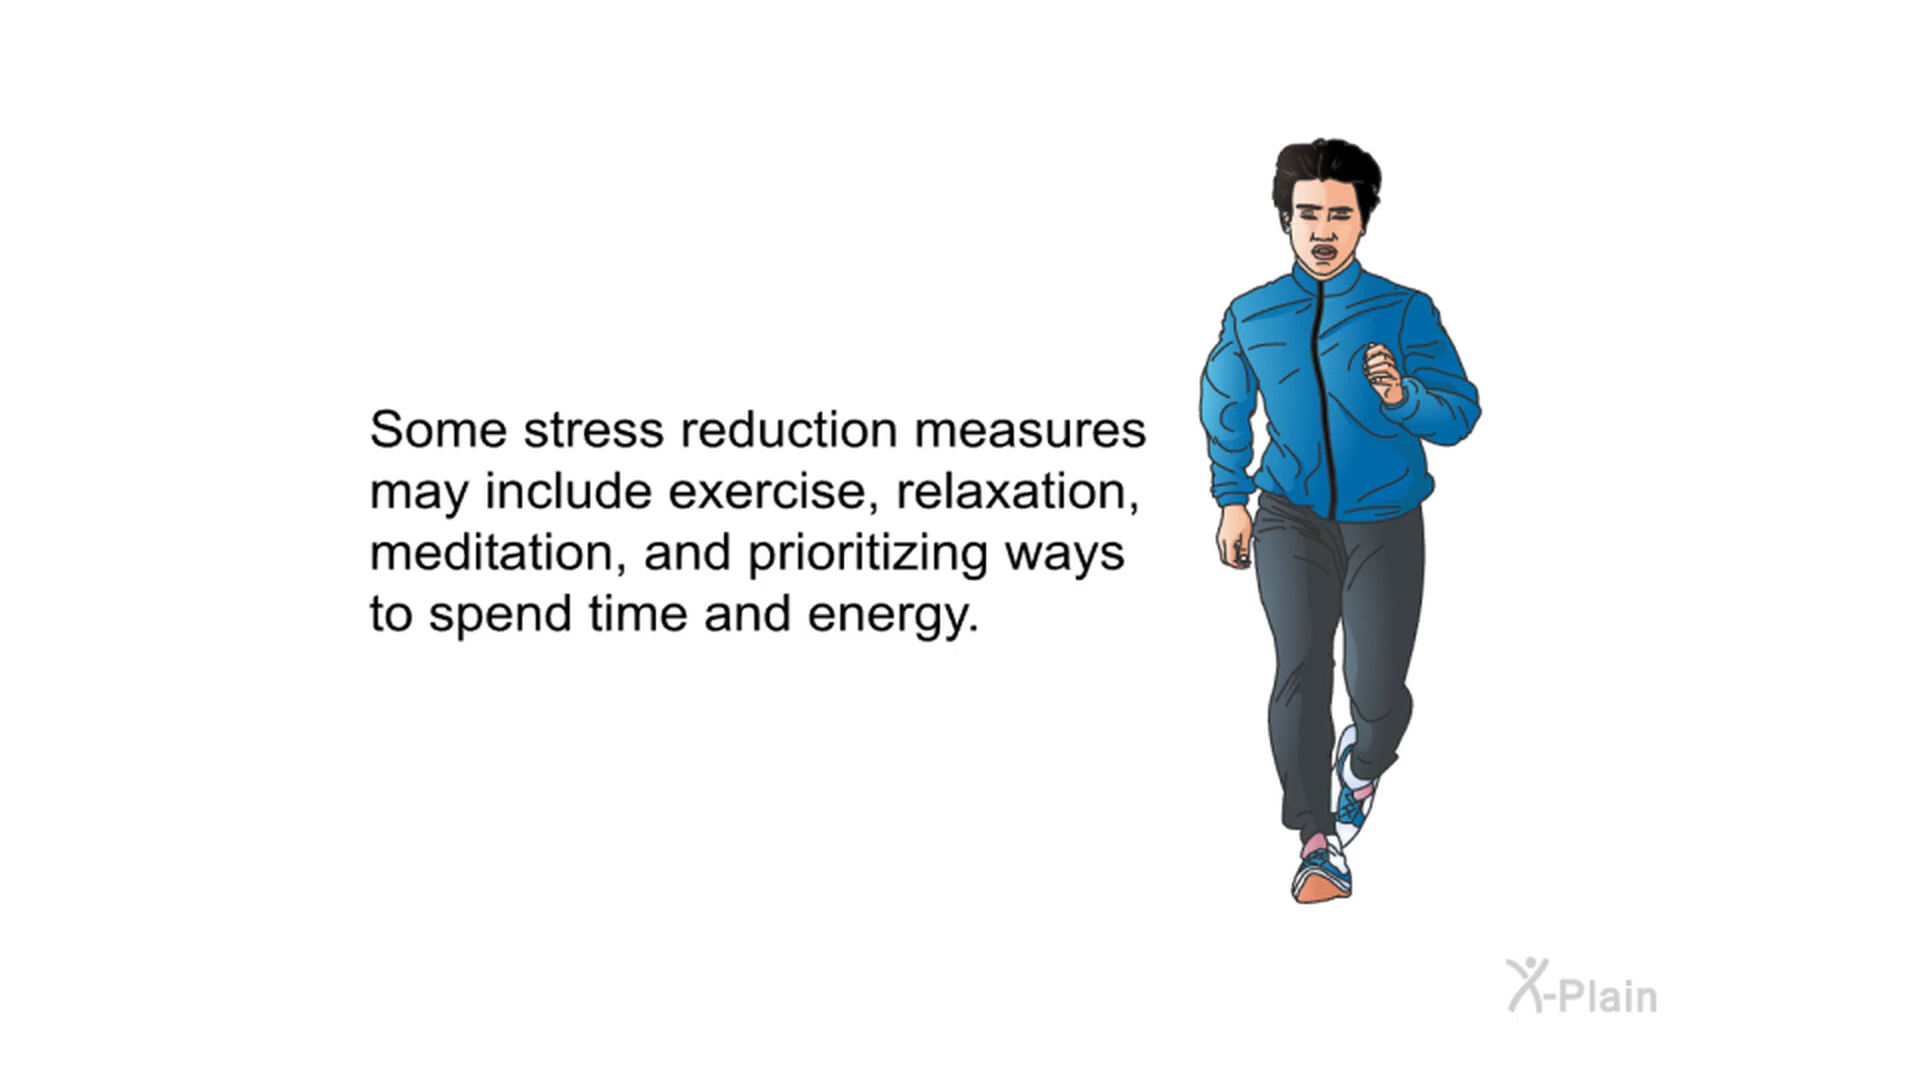 Some stress reduction measures
may include exercise, relaxation,
meditation, and prioritizing ways
to spend time and energy.
X-Plain